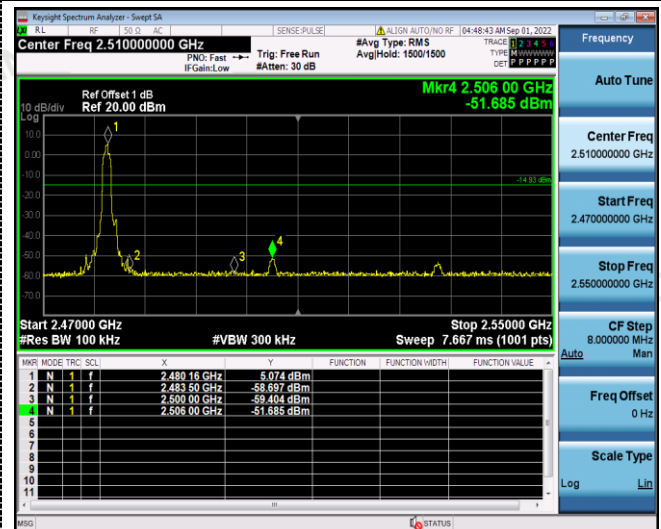 Keysight Spectrum Analyzer - Swept SA
RL RF 50 Ω AC SENSE:PULSE ALIGN AUTO/NO RF 04:48:43 AM Sep 01, 2022
Center Freq 2.510000000 GHz
PNO: Fast
IFGain:Low
Trig: Free Run
#Atten: 30 dB
#Avg Type: RMS
Avg|Hold: 1500/1500
TRACE 1 2 3 4 5 6
TYPE M W W W W W
DET P P P P P P
Mkr4 2.506 00 GHz
-51.685 dBm
Ref Offset 1 dB
10 dB/div Ref 20.00 dBm
Log
10.0
0.00
-10.0
-20.0
-30.0
-40.0
-50.0
-60.0
-70.0
1
2
3
4
-14.93 dBm
Start 2.47000 GHz Stop 2.55000 GHz
#Res BW 100 kHz #VBW 300 kHz Sweep 7.667 ms (1001 pts)
MKR MODE TRC SCL X Y FUNCTION FUNCTION WIDTH FUNCTION VALUE
1 N 1 f 2.480 16 GHz 5.074 dBm
2 N 1 f 2.483 50 GHz -58.697 dBm
3 N 1 f 2.500 00 GHz -59.404 dBm
4 N 1 f 2.506 00 GHz -51.685 dBm
5
6
7
8
9
10
11
MSG STATUS
Frequency
Auto Tune
Center Freq
2.510000000 GHz
Start Freq
2.470000000 GHz
Stop Freq
2.550000000 GHz
CF Step
8.000000 MHz
Auto Man
Freq Offset
0 Hz
Scale Type
Log Lin